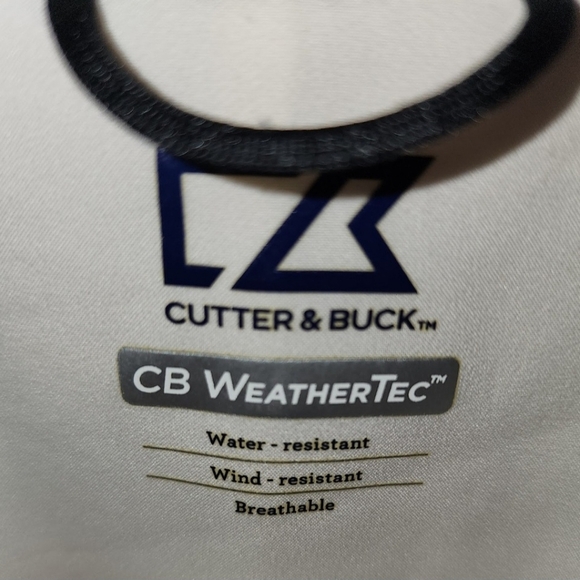 CUTTER & BUCK™
CB WEATHERTEC™
Water - resistant
Wind - resistant
Breathable